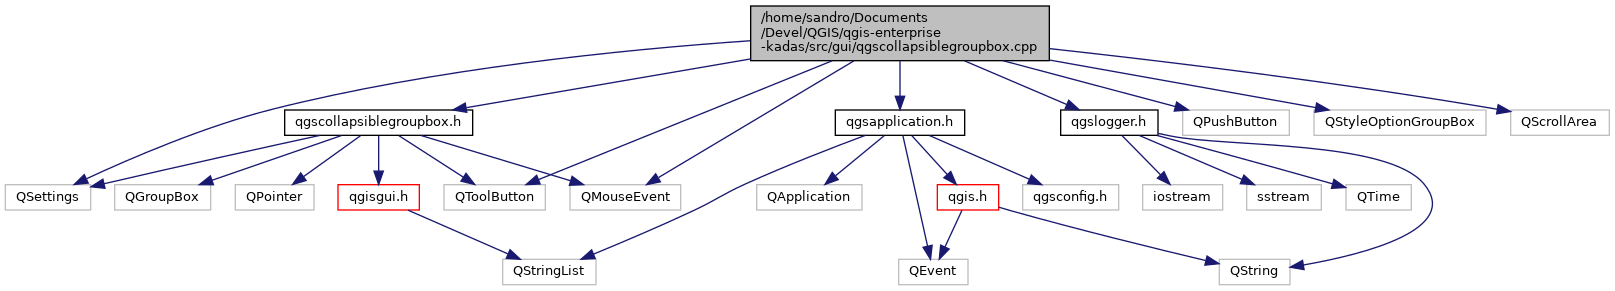 /home/sandro/Documents
/Devel/QGIS/qgis-enterprise
-kadas/src/gui/qgscollapsiblegroupbox.cpp
qgscollapsiblegroupbox.h
qgsapplication.h
qgslogger.h
QPushButton
QStyleOptionGroupBox
QScrollArea
QSettings
QGroupBox
QPointer
qgisgui.h
QToolButton
QMouseEvent
QApplication
qgis.h
qgsconfig.h
iostream
sstream
QTime
QStringList
QEvent
QString